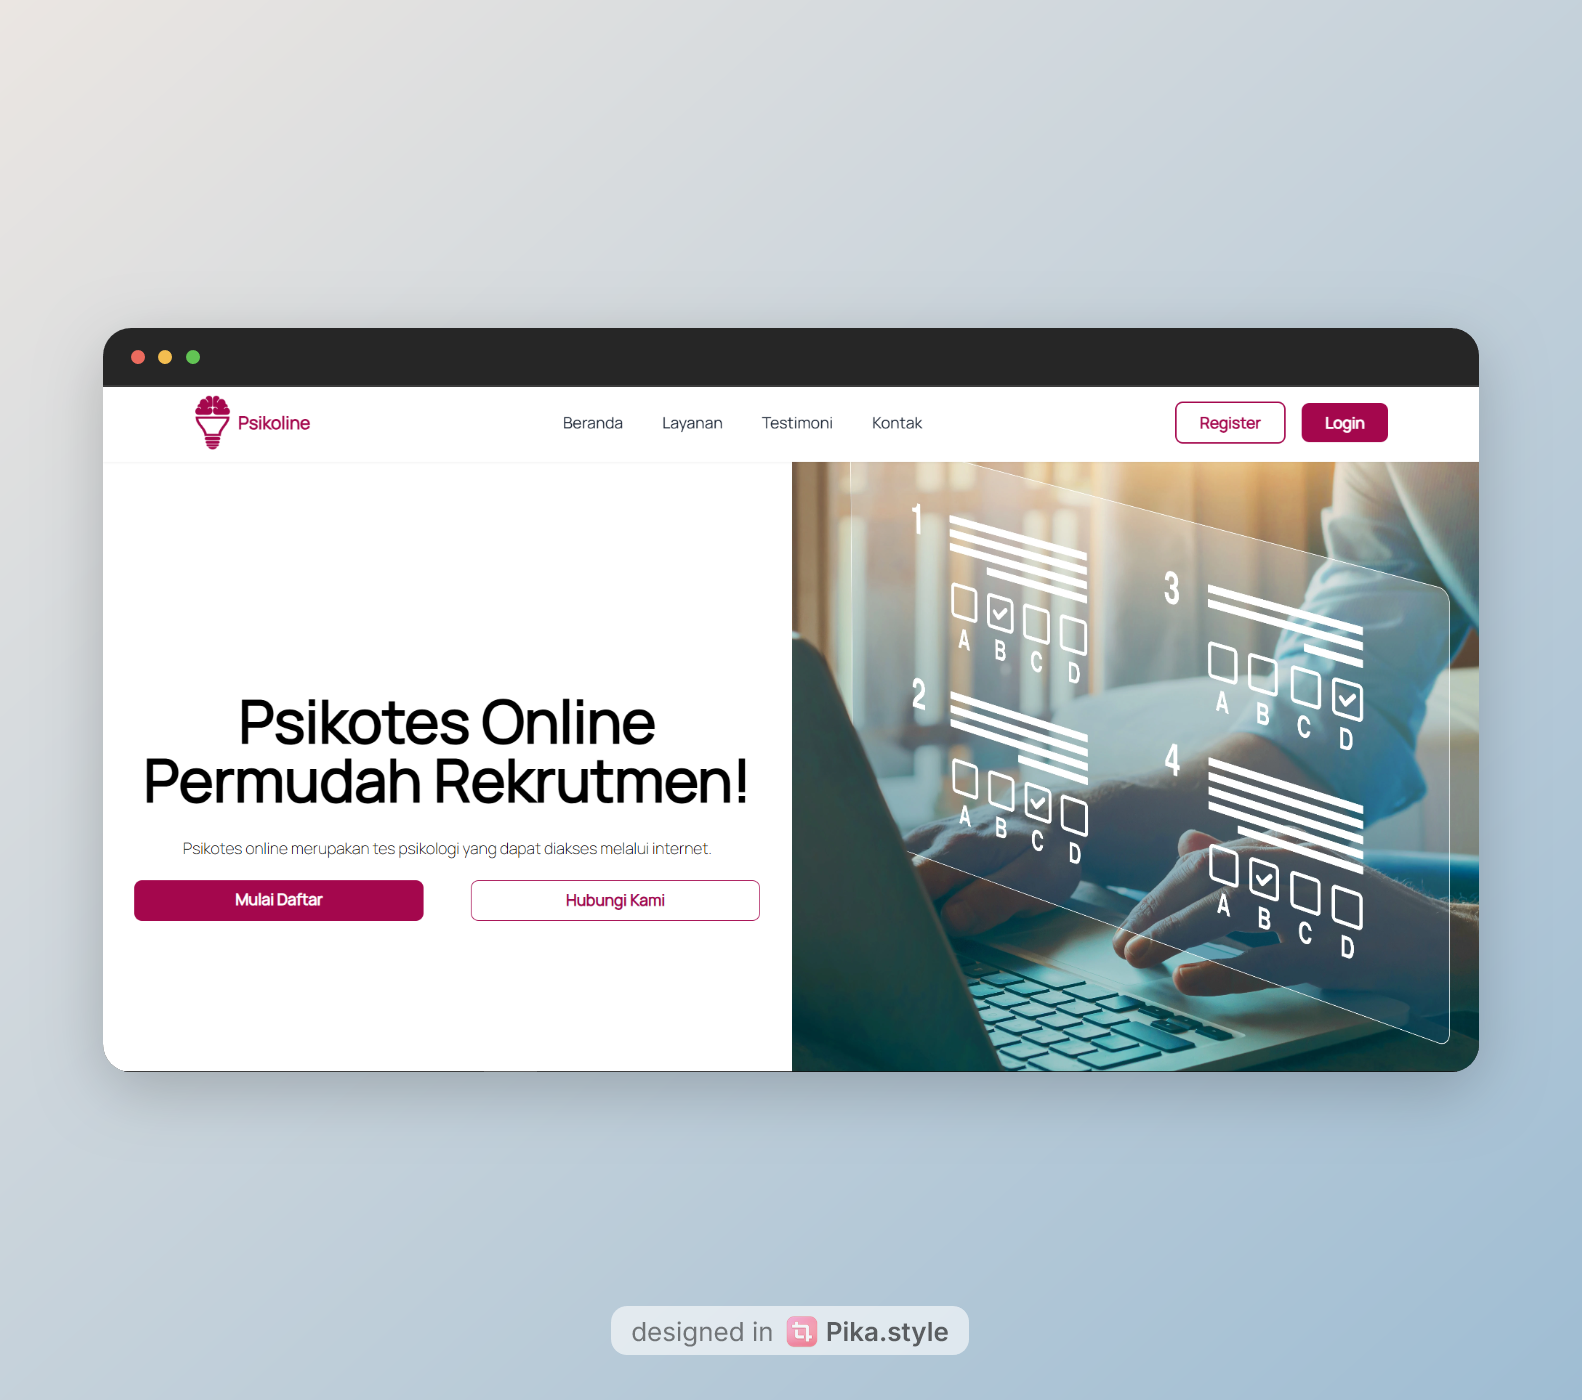 Psikoline
Beranda
Layanan
Testimoni
Kontak
Register
Login
Psikotes Online
Permudah Rekrutmen!
Psikotes online merupakan tes psikologi yang dapat diakses melalui internet.
Mulai Daftar
Hubungi Kami
1
A B C D
2
A B C D
3
A B C D
4
A B C D
designed in Pika.style